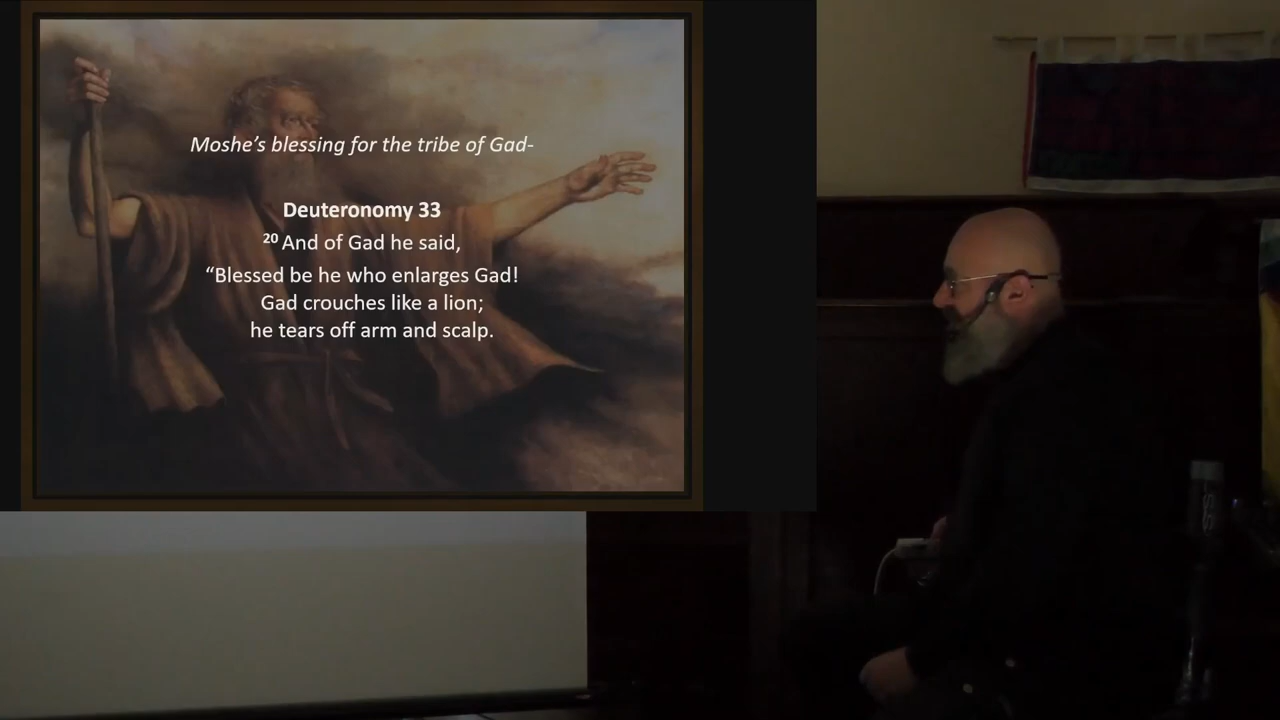 Moshe’s blessing for the tribe of Gad-
Deuteronomy 33
20 And of Gad he said,
“Blessed be he who enlarges Gad!
Gad crouches like a lion;
he tears off arm and scalp.